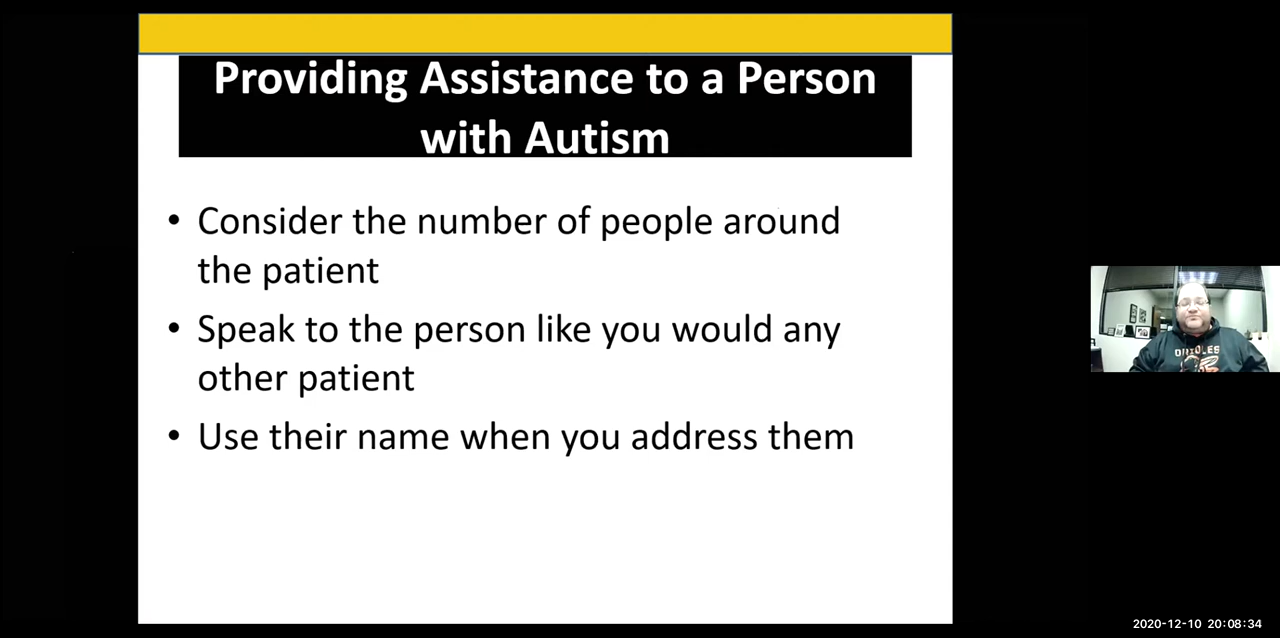 Providing Assistance to a Person
with Autism
• Consider the number of people around
the patient
• Speak to the person like you would any
other patient
• Use their name when you address them
ORIOLES
2020-12-10 20:08:34